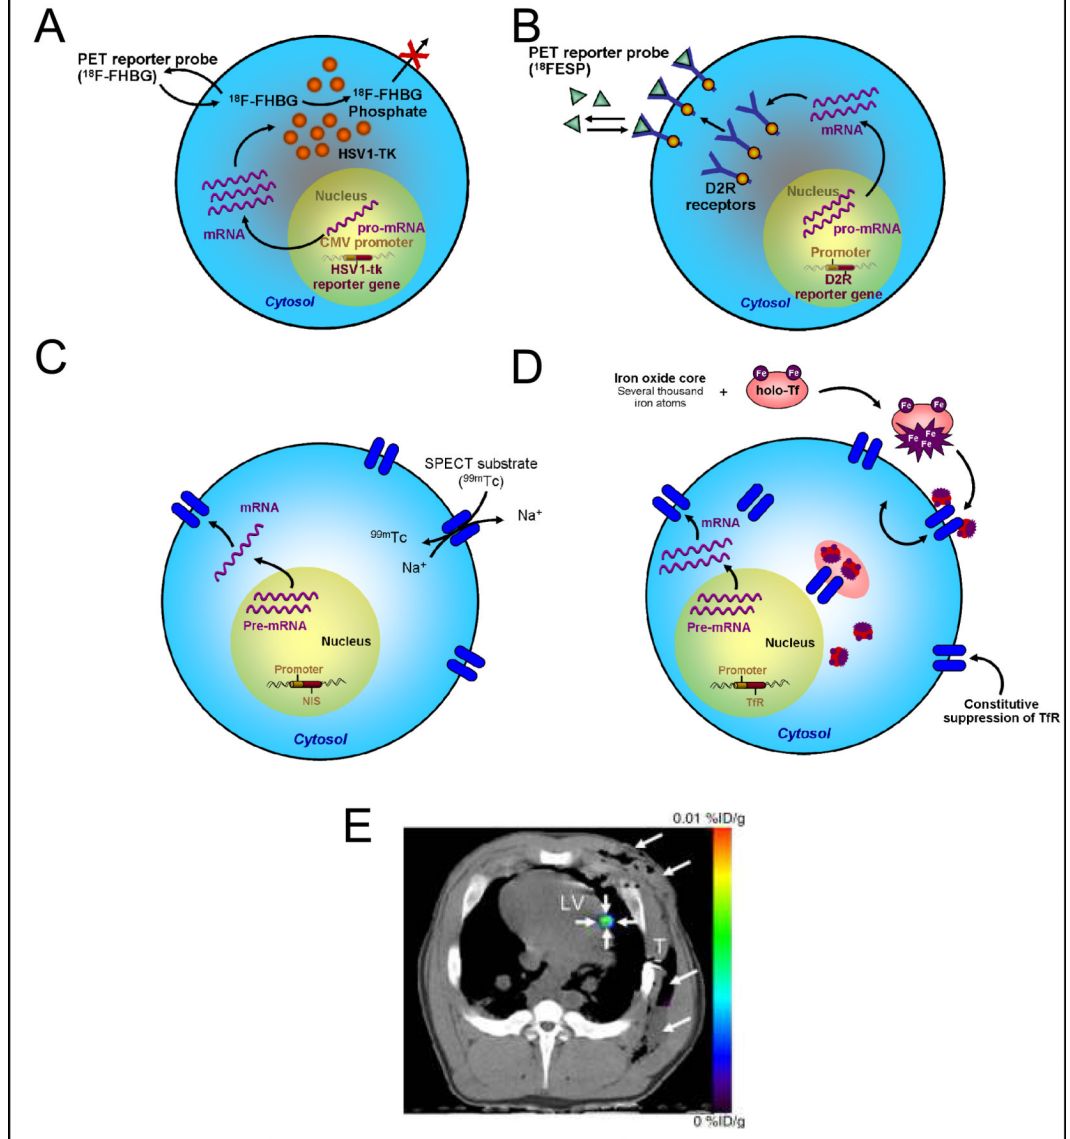 A
PET reporter probe
(¹⁸F-FHBG)
¹⁸F-FHBG
¹⁸F-FHBG
Phosphate
HSV1-TK
mRNA
Nucleus
pro-mRNA
CMV promoter
HSV1-tk
reporter gene
Cytosol
B
PET reporter probe
(¹⁸FESP)
mRNA
D2R
receptors
Nucleus
pro-mRNA
Promoter
D2R
reporter gene
Cytosol
C
SPECT substrate
(⁹⁹ᵐTc)
Na⁺
⁹⁹ᵐTc
Na⁺
mRNA
Pre-mRNA
Nucleus
Promoter
NIS
Cytosol
D
Iron oxide core
Several thousand
iron atoms
+
Fe
Fe
holo-Tf
Fe
Fe
Fe
Fe
Fe
Fe
mRNA
Pre-mRNA
Nucleus
Promoter
TfR
Cytosol
Constitutive
suppression of TfR
E
0.01 %ID/g
LV
T
0 %ID/g